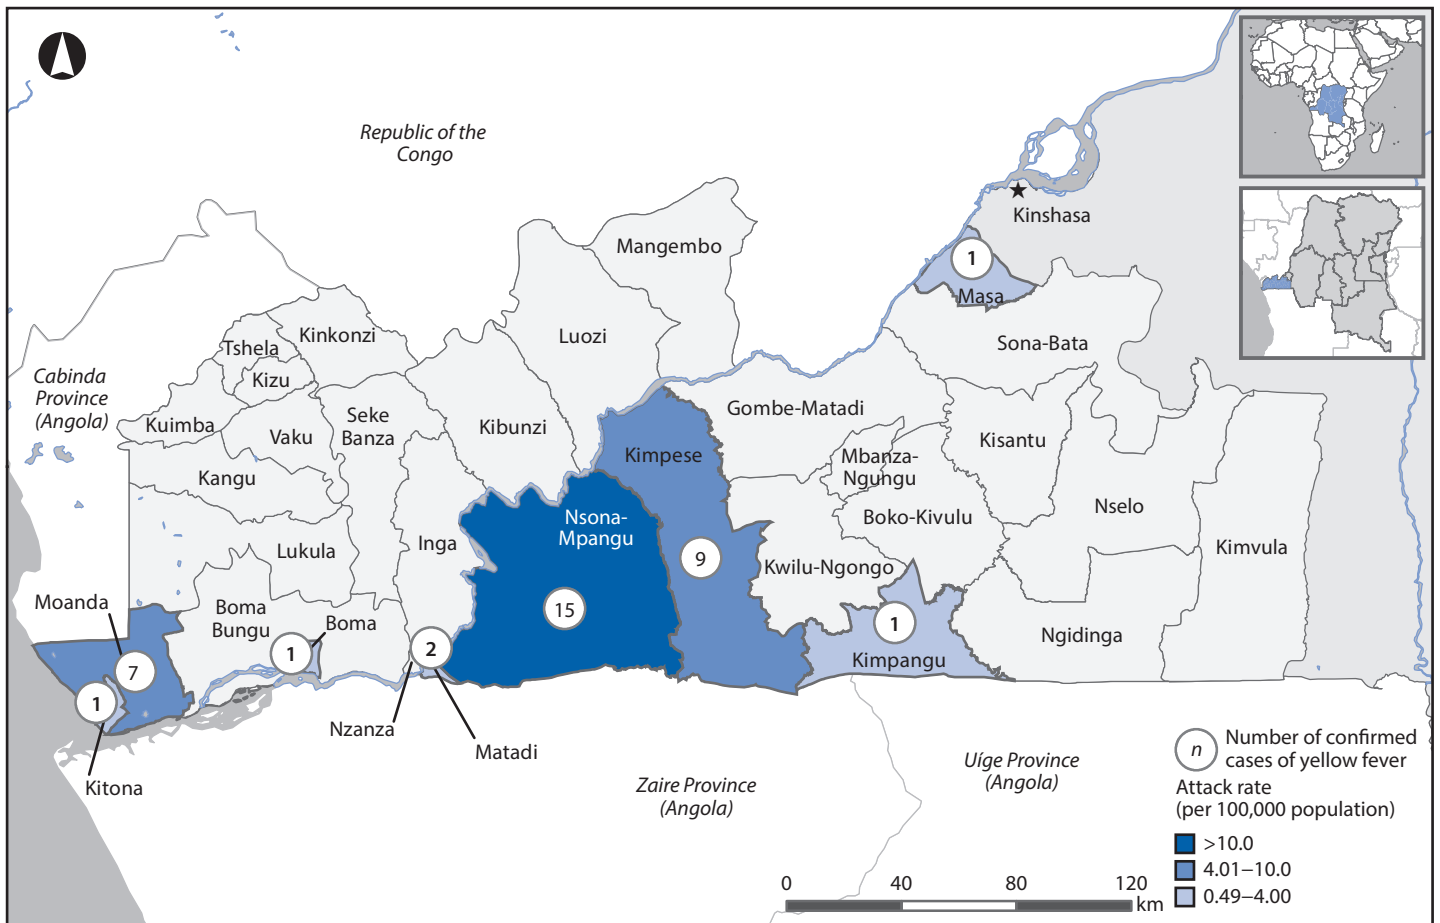 Republic of the
Congo
Kinshasa
Mangembo
1
Masa
Kinkonzi
Luozi
Sona-Bata
Tshela
Kizu
Cabinda
Province
(Angola)
Kuimba
Vaku
Seke
Banza
Kibunzi
Gombe-Matadi
Kisantu
Kimpese
Mbanza-
Ngungu
Kangu
Nsona-
Mpangu
Boko-Kivulu
Nselo
Inga
Lukula
9
Kwilu-Ngongo
Kimvula
Moanda
Boma
Bungu
Boma
15
1
Ngidinga
Kimpangu
7
1
2
1
Nzanza
Matadi
Kitona
Zaire Province
(Angola)
Uíge Province
(Angola)
n
Number of confirmed
cases of yellow fever
Attack rate
(per 100,000 population)
>10.0
4.01–10.0
0.49–4.00
0 40 80 120
km